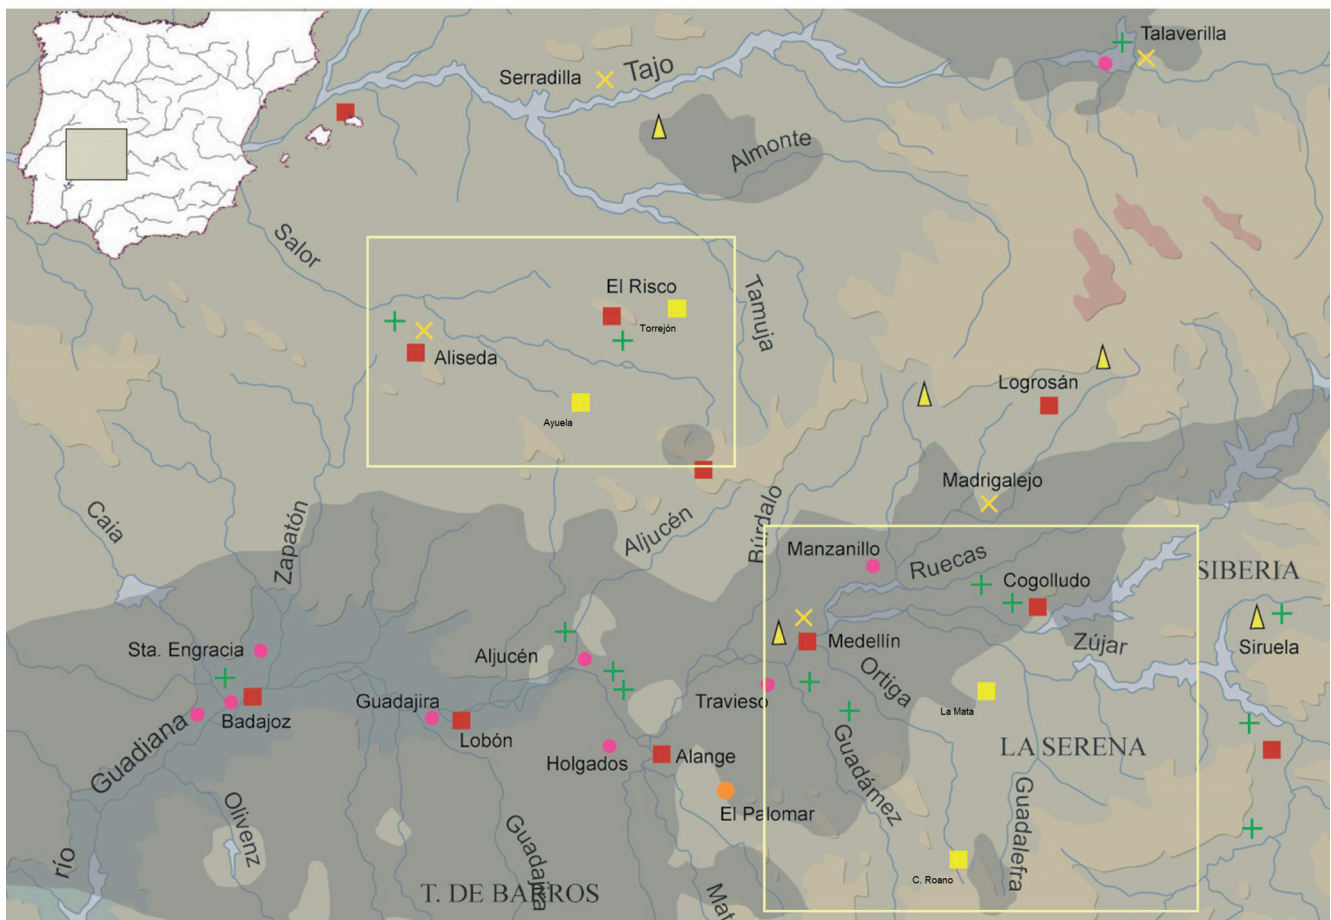 Talaverilla
Serradilla
Tajo
Almonte
Salor
El Risco
Torrejón
Tamuja
Aliseda
Logrosán
Ayuela
Madrigalejo
Caia
Zapatón
Aljucén
Búrdalo
Manzanillo
Ruecas
Cogolludo
SIBERIA
Sta. Engracia
Aljucén
Medellín
Zújar
Siruela
Guadajira
Travieso
Ortiga
La Mata
Badajoz
Lobón
Guadiana
Holgados
Alange
LA SERENA
El Palomar
Guadámez
Olivenz
Guadajira
Guadalefra
río
C. Roano
T. DE BARROS
Mat